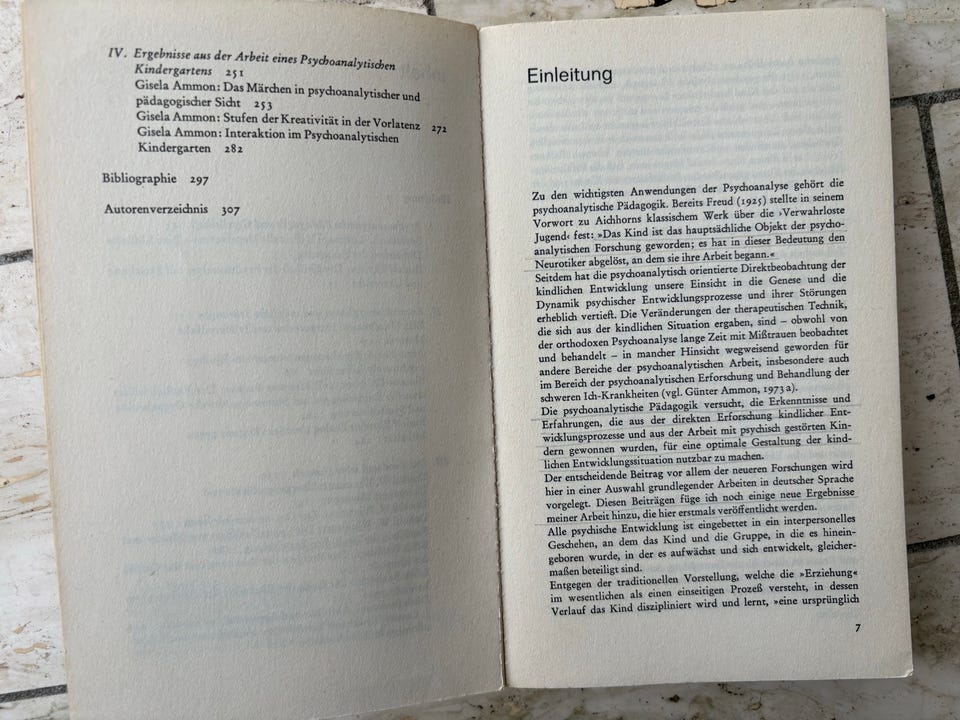 IV. Ergebnisse aus der Arbeit eines Psychoanalytischen
Kindergartens 251
Gisela Ammon: Das Märchen in psychoanalytischer und
pädagogischer Sicht 253
Gisela Ammon: Stufen der Kreativität in der Vorlatenz 272
Gisela Ammon: Interaktion im Psychoanalytischen
Kindergarten 282
Bibliographie 297
Autorenverzeichnis 307
Einleitung
Zu den wichtigsten Anwendungen der Psychoanalyse gehört die
psychoanalytische Pädagogik. Bereits Freud (1925) stellte in seinem
Vorwort zu Aichhorns klassischem Werk über die ›Verwahrloste
Jugend‹ fest: »Das Kind ist das hauptsächliche Objekt der psycho-
analytischen Forschung geworden; es hat in dieser Bedeutung den
Neurotiker abgelöst, an dem sie ihre Arbeit begann.«
Seitdem hat die psychoanalytisch orientierte Direktbeobachtung der
kindlichen Entwicklung unsere Einsicht in die Genese und die
Dynamik psychischer Entwicklungsprozesse und ihrer Störungen
erheblich vertieft. Die Veränderungen der therapeutischen Technik,
die sich aus der kindlichen Situation ergaben, sind – obwohl von
der orthodoxen Psychoanalyse lange Zeit mit Mißtrauen beobachtet
und behandelt – in mancher Hinsicht wegweisend geworden für
andere Bereiche der psychoanalytischen Arbeit, insbesondere auch
im Bereich der psychoanalytischen Erforschung und Behandlung der
schweren Ich-Krankheiten (vgl. Günter Ammon, 1973 a).
Die psychoanalytische Pädagogik versucht, die Erkenntnisse und
Erfahrungen, die aus der direkten Erforschung kindlicher Ent-
wicklungsprozesse und aus der Arbeit mit psychisch gestörten Kin-
dern gewonnen wurden, für eine optimale Gestaltung der kind-
lichen Entwicklungssituation nutzbar zu machen.
Der entscheidende Beitrag vor allem der neueren Forschungen wird
hier in einer Auswahl grundlegender Arbeiten in deutscher Sprache
vorgelegt. Diesen Beiträgen füge ich noch einige neue Ergebnisse
meiner Arbeit hinzu, die hier erstmals veröffentlicht werden.
Alle psychische Entwicklung ist eingebettet in ein interpersonelles
Geschehen, an dem das Kind und die Gruppe, in die es hinein-
geboren wurde, in der es aufwächst und sich entwickelt, gleicher-
maßen beteiligt sind.
Entgegen der traditionellen Vorstellung, welche die »Erziehung«
im wesentlichen als einen einseitigen Prozeß versteht, in dessen
Verlauf das Kind diszipliniert wird und lernt, »eine ursprünglich
7